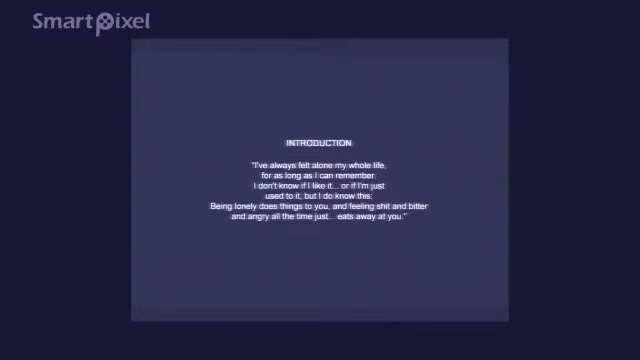 SmartPixel
INTRODUCTION
"I've always felt alone my whole life,
for as long as I can remember.
I don't know if I like it... or if I'm just
used to it, but I do know this:
Being lonely does things to you, and feeling shit and bitter
and angry all the time just... eats away at you."